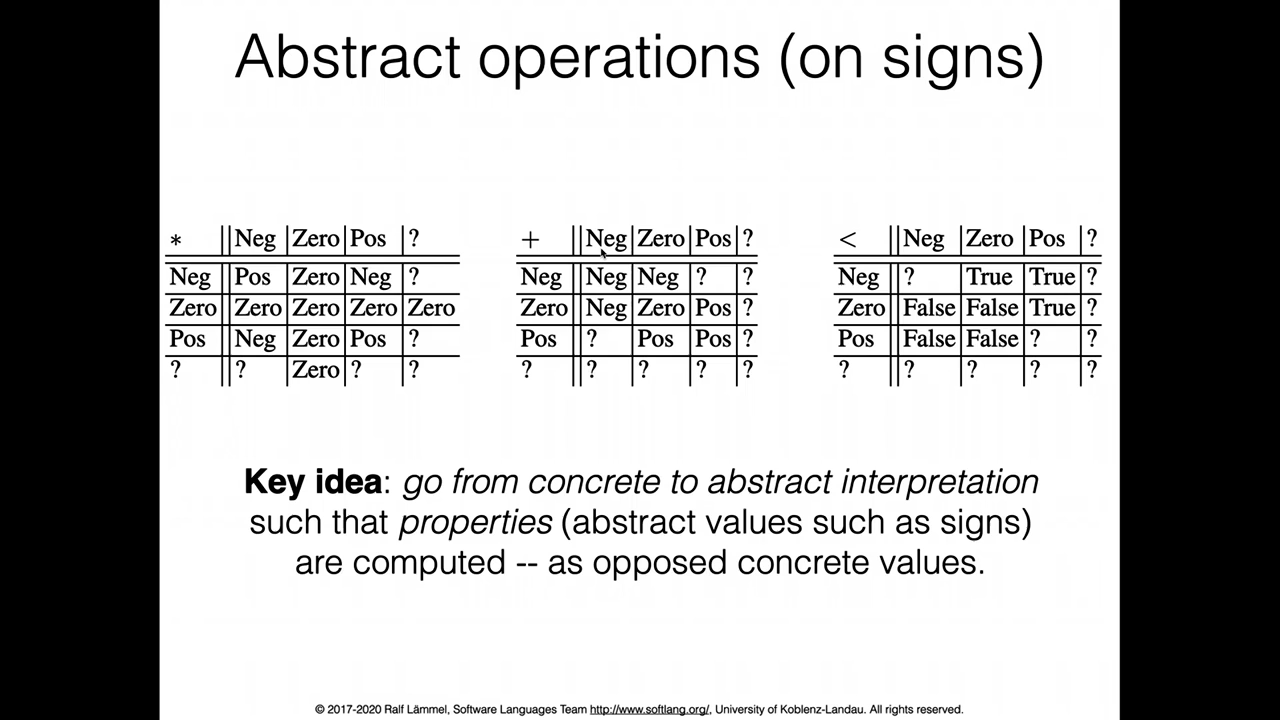 Abstract operations (on signs)
* Neg Zero Pos ?
Neg Pos Zero Neg ?
Zero Zero Zero Zero Zero
Pos Neg Zero Pos ?
? ? Zero ? ?
+ Neg Zero Pos ?
Neg Neg Neg ? ?
Zero Neg Zero Pos ?
Pos ? Pos Pos ?
? ? ? ? ?
< Neg Zero Pos ?
Neg ? True True ?
Zero False False True ?
Pos False False ? ?
? ? ? ? ?
Key idea: go from concrete to abstract interpretation
such that properties (abstract values such as signs)
are computed -- as opposed concrete values.
© 2017-2020 Ralf Lämmel, Software Languages Team http://www.softlang.org/, University of Koblenz-Landau. All rights reserved.